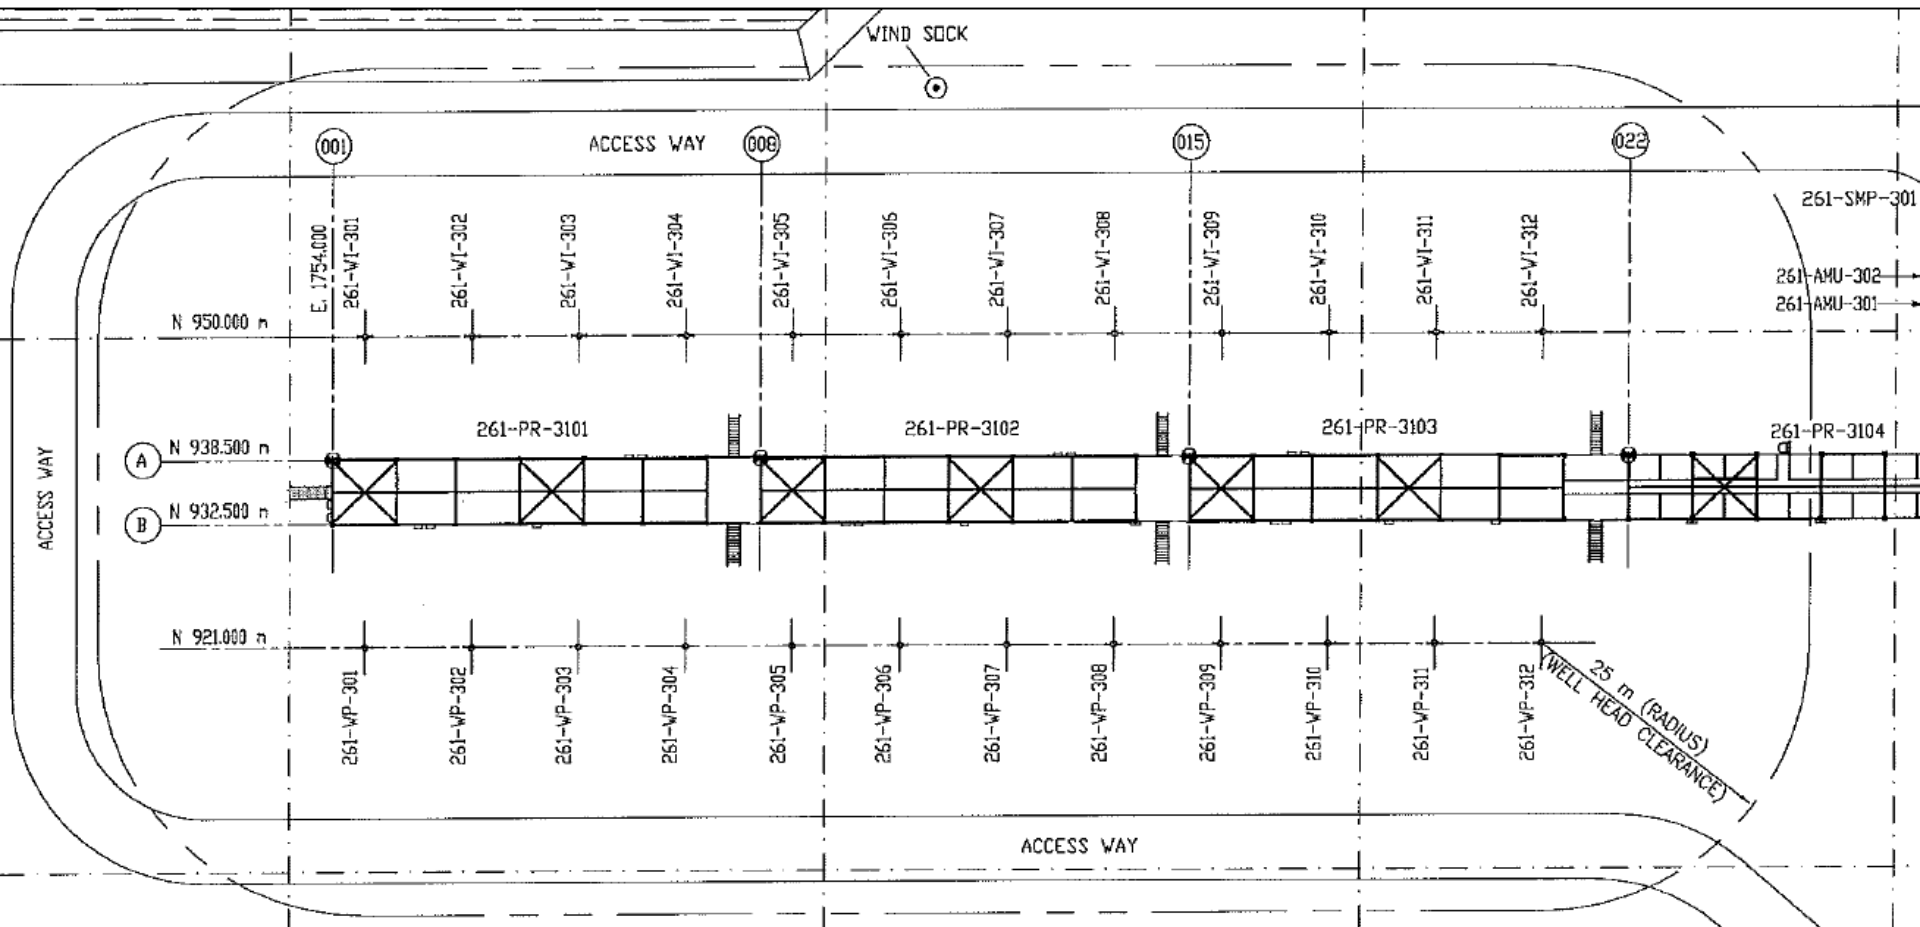 WIND SOCK
ACCESS WAY
001
008
015
022
261-SMP-301
E. 1754.000
261-WI-301
261-WI-302
261-WI-303
261-WI-304
261-WI-305
261-WI-306
261-WI-307
261-WI-308
261-WI-309
261-WI-310
261-WI-311
261-WI-312
261-AMU-302
261-AMU-301
N 950.000 m
261-PR-3101
261-PR-3102
261-PR-3103
261-PR-3104
A
N 938.500 m
B
N 932.500 m
ACCESS WAY
N 921.000 m
261-WP-301
261-WP-302
261-WP-303
261-WP-304
261-WP-305
261-WP-306
261-WP-307
261-WP-308
261-WP-309
261-WP-310
261-WP-311
261-WP-312
25 m (RADIUS)
(WELL HEAD CLEARANCE)
ACCESS WAY